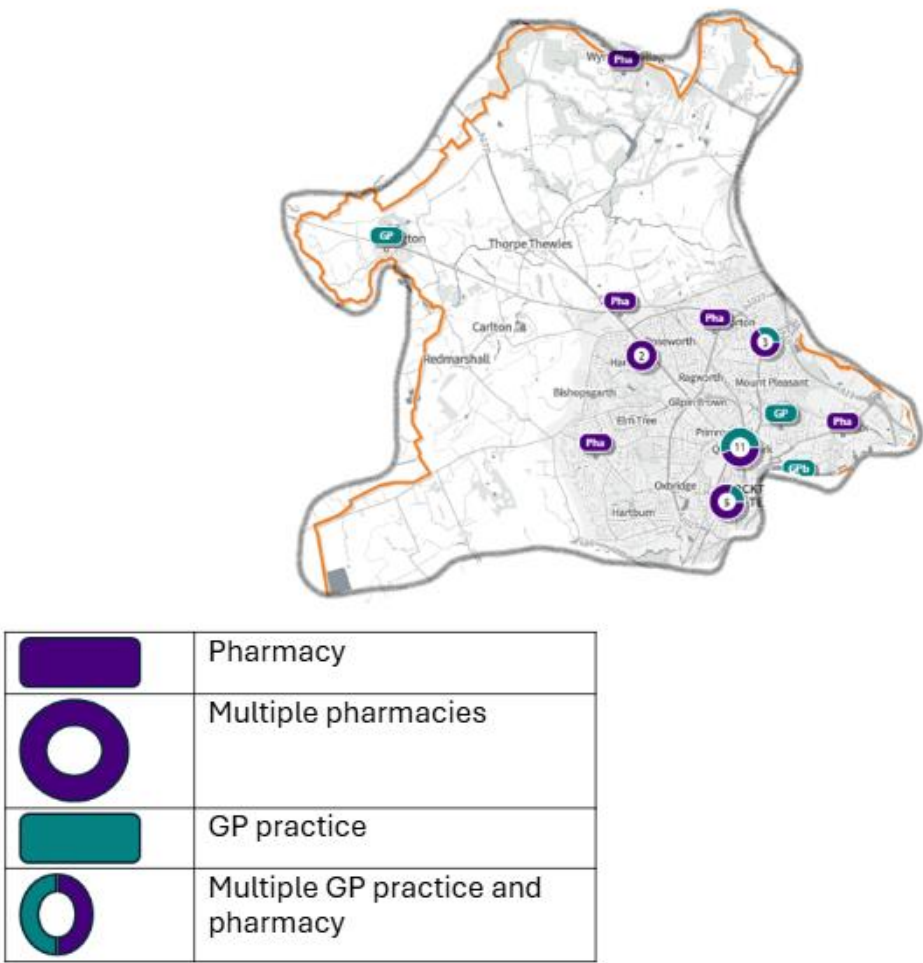 Pha
GP
Thorpe Thewles
Pha
Pha
Carlton
3
2
Redmarshall
Ragworth
Mount Pleasant
Bishopsgarth
Gilpin Brown
GP
Elm Tree
Pha
Pha
11
GPb
Oxbridge
5
Hartburn
Pharmacy
Multiple pharmacies
GP practice
Multiple GP practice and
pharmacy